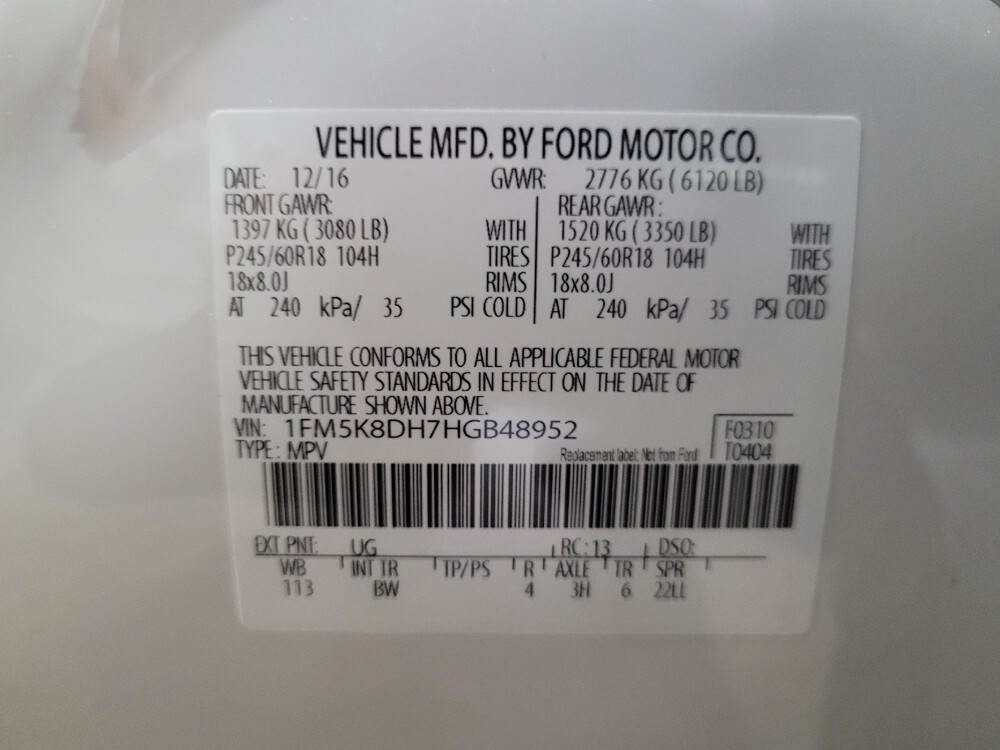 VEHICLE MFD. BY FORD MOTOR CO.
DATE: 12/16 GVWR: 2776 KG ( 6120 LB)
FRONT GAWR: REAR GAWR :
1397 KG ( 3080 LB) WITH 1520 KG ( 3350 LB) WITH
P245/60R18 104H TIRES P245/60R18 104H TIRES
18x8.0J RIMS 18x8.0J RIMS
AT 240 kPa/ 35 PSI COLD AT 240 kPa/ 35 PSI COLD
THIS VEHICLE CONFORMS TO ALL APPLICABLE FEDERAL MOTOR
VEHICLE SAFETY STANDARDS IN EFFECT ON THE DATE OF
MANUFACTURE SHOWN ABOVE.
VIN: 1FM5K8DH7HGB48952 F0310
TYPE: MPV Replacement label: Not from Ford T0404
EXT PNT: UG RC: 13 DSO:
WB INT TR TP/PS R AXLE TR SPR
113 BW 4 3H 6 22LL